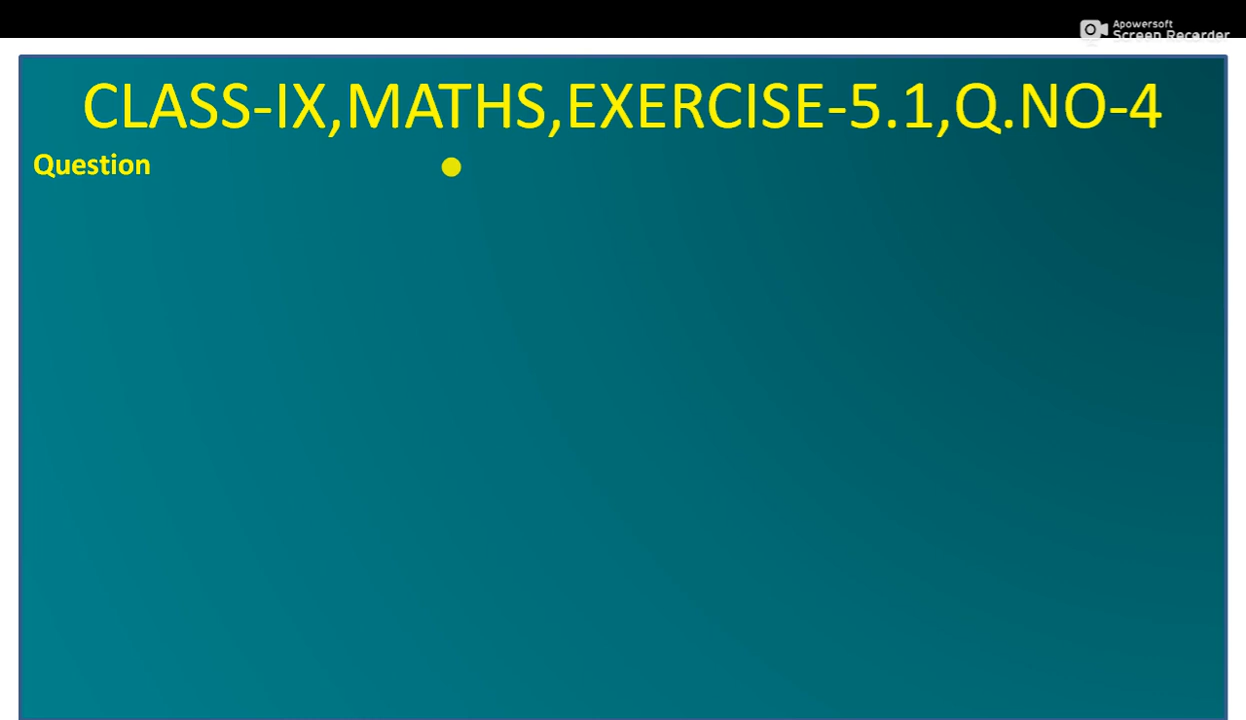 Apowersoft
Screen Recorder
CLASS-IX,MATHS,EXERCISE-5.1,Q.NO-4
Question